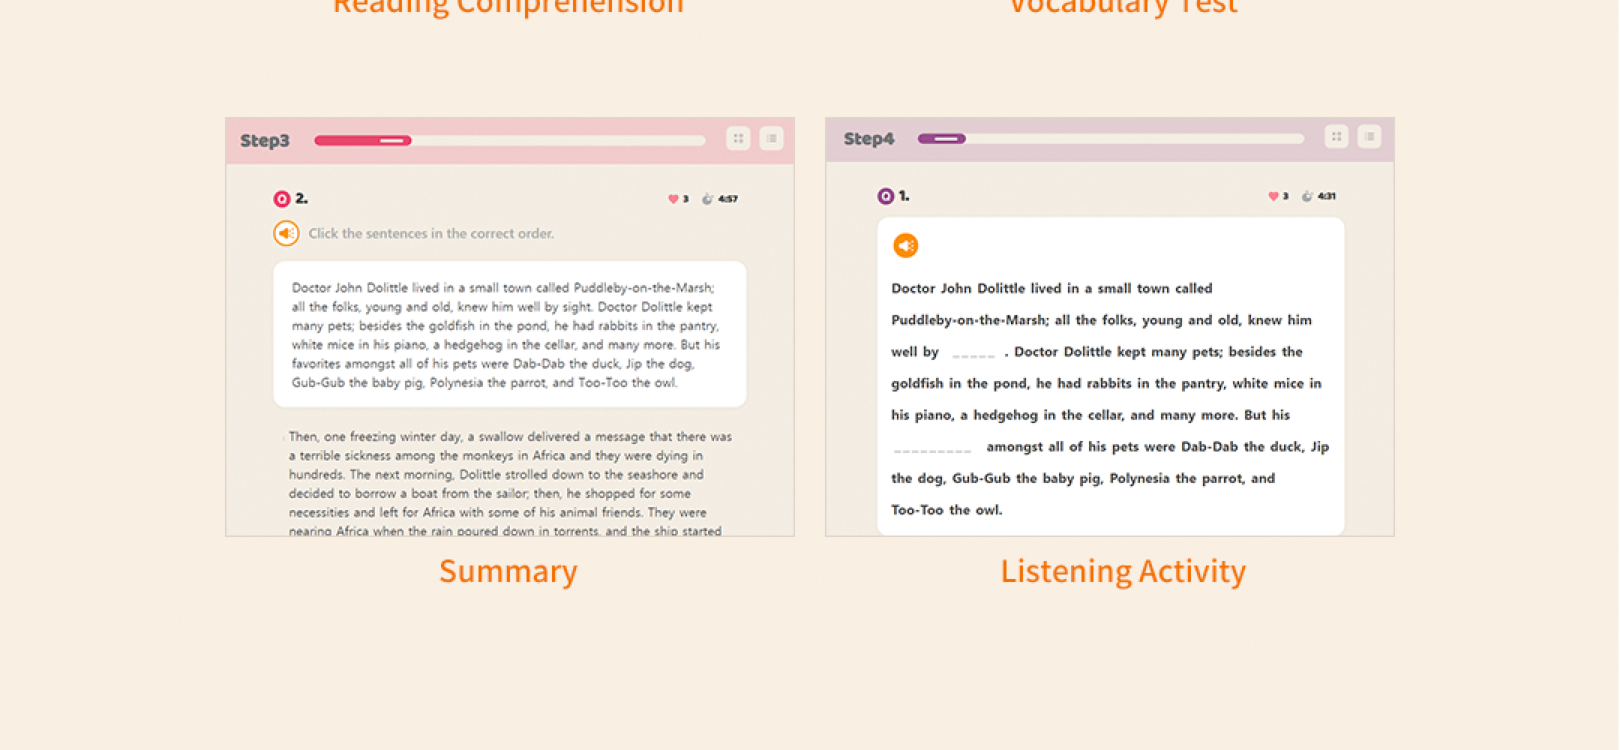 Reading Comprehension
Vocabulary Test
Step3
Q 2.
3 4:57
Click the sentences in the correct order.
Doctor John Dolittle lived in a small town called Puddleby-on-the-Marsh;
all the folks, young and old, knew him well by sight. Doctor Dolittle kept
many pets; besides the goldfish in the pond, he had rabbits in the pantry,
white mice in his piano, a hedgehog in the cellar, and many more. But his
favorites amongst all of his pets were Dab-Dab the duck, Jip the dog,
Gub-Gub the baby pig, Polynesia the parrot, and Too-Too the owl.
Then, one freezing winter day, a swallow delivered a message that there was
a terrible sickness among the monkeys in Africa and they were dying in
hundreds. The next morning, Dolittle strolled down to the seashore and
decided to borrow a boat from the sailor; then, he shopped for some
necessities and left for Africa with some of his animal friends. They were
nearing Africa when the rain poured down in torrents, and the ship started
Summary
Step4
Q 1.
3 4:31
Doctor John Dolittle lived in a small town called
Puddleby-on-the-Marsh; all the folks, young and old, knew him
well by _____ . Doctor Dolittle kept many pets; besides the
goldfish in the pond, he had rabbits in the pantry, white mice in
his piano, a hedgehog in the cellar, and many more. But his
_________ amongst all of his pets were Dab-Dab the duck, Jip
the dog, Gub-Gub the baby pig, Polynesia the parrot, and
Too-Too the owl.
Listening Activity